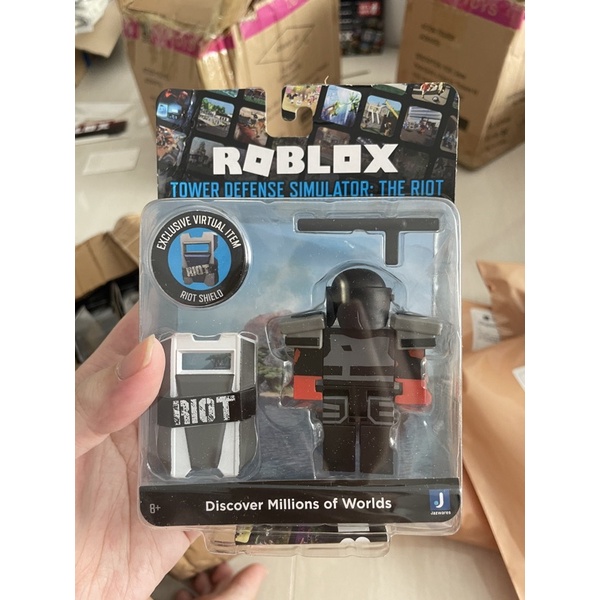 ROBLOX
TOWER DEFENSE SIMULATOR: THE RIOT
EXCLUSIVE VIRTUAL ITEM
RIOT
RIOT SHIELD
RIOT
8+
Discover Millions of Worlds
J
Jazwares